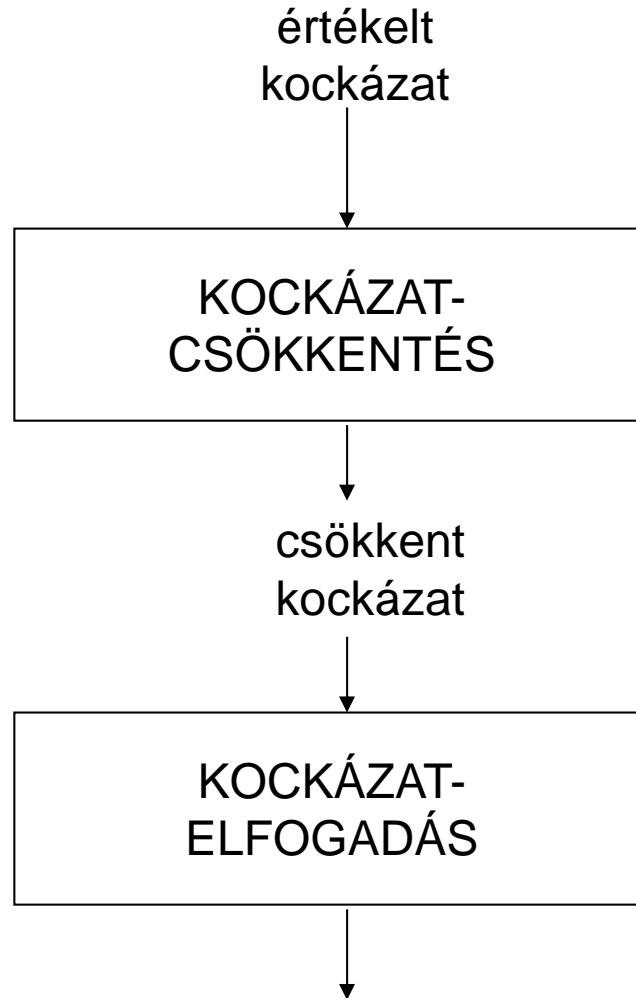 értékelt
kockázat
KOCKÁZAT-
CSÖKKENTÉS
csökkent
kockázat
KOCKÁZAT-
ELFOGADÁS